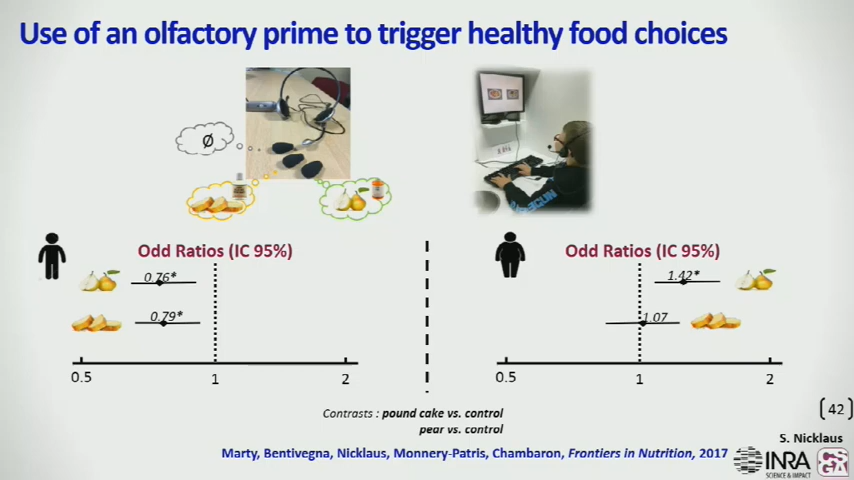 Use of an olfactory prime to trigger healthy food choices
Ø
Odd Ratios (IC 95%)
0.76*
0.79*
0.5 1 2
Odd Ratios (IC 95%)
1.42*
1.07
0.5 1 2
Contrasts : pound cake vs. control
pear vs. control
42
S. Nicklaus
Marty, Bentivegna, Nicklaus, Monnery-Patris, Chambaron, Frontiers in Nutrition, 2017
INRA
SCIENCE & IMPACT